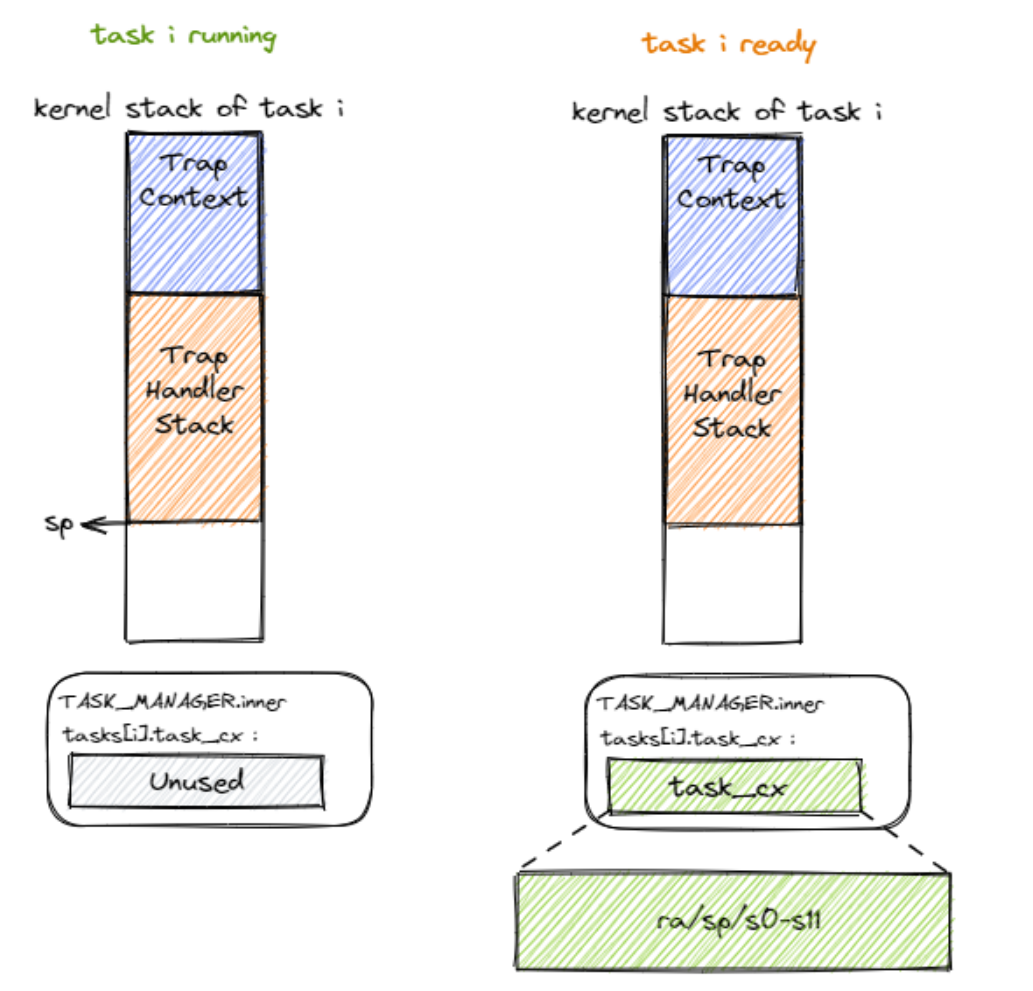 task i running
kernel stack of task i
Trap
Context
Trap
Handler
Stack
sp
TASK_MANAGER.inner
tasks[i].task_cx :
Unused
task i ready
kernel stack of task i
Trap
Context
Trap
Handler
Stack
TASK_MANAGER.inner
tasks[i].task_cx :
task_cx
ra/sp/s0-s11